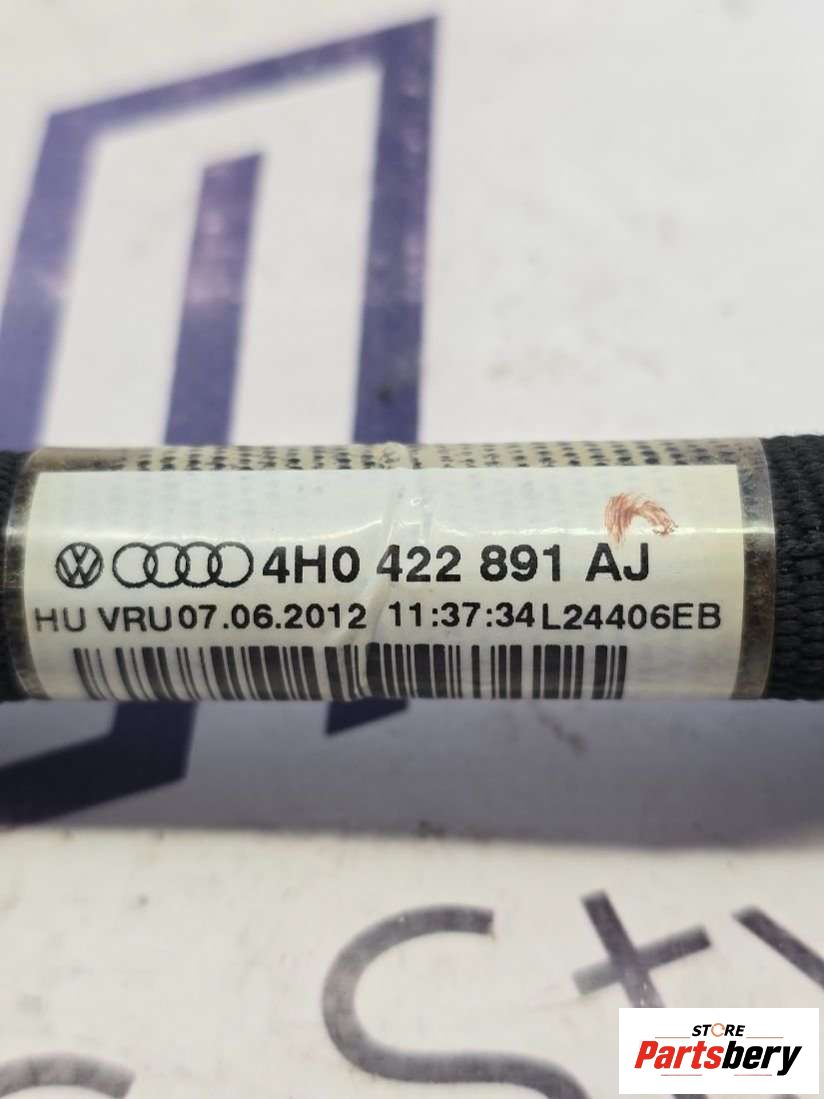 4H0 422 891 AJ
HU VRU 07.06.2012 11:37:34 L24406EB
STORE
Partsbery